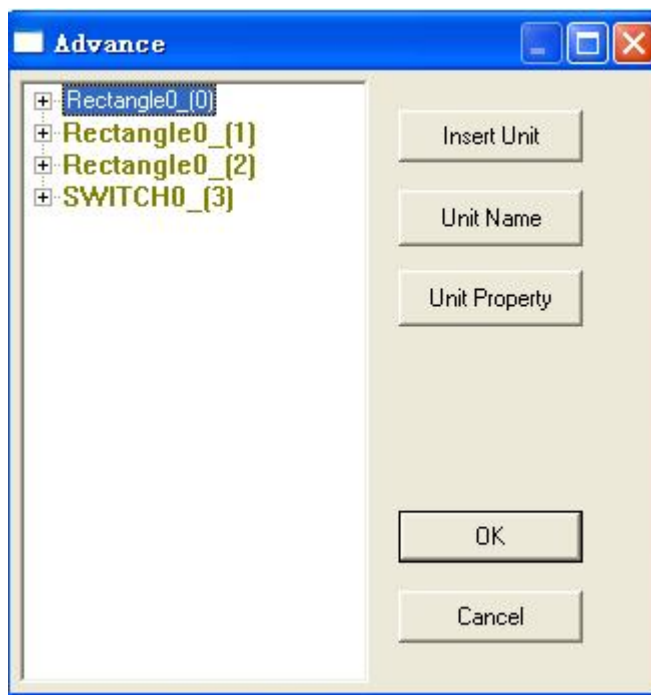 Advance
Rectangle0_(0)
Rectangle0_(1)
Rectangle0_(2)
SWITCH0_(3)
Insert Unit
Unit Name
Unit Property
OK
Cancel